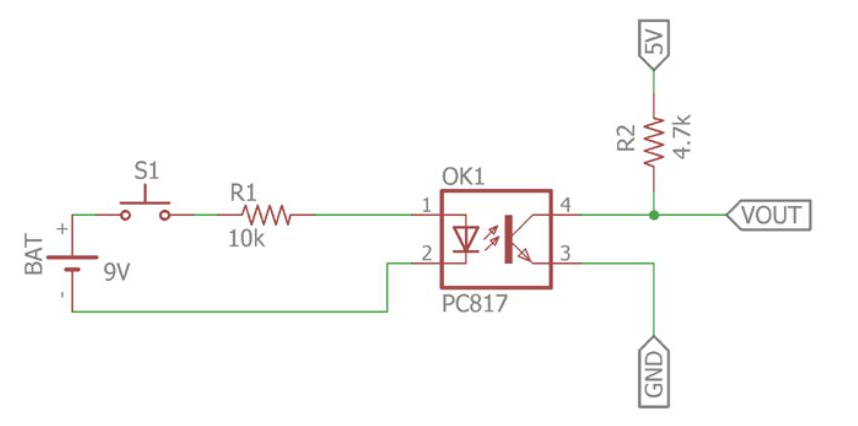 5V
R2
4.7k
S1
OK1
R1
1
4
VOUT
10k
+
BAT
9V
-
2
3
PC817
GND